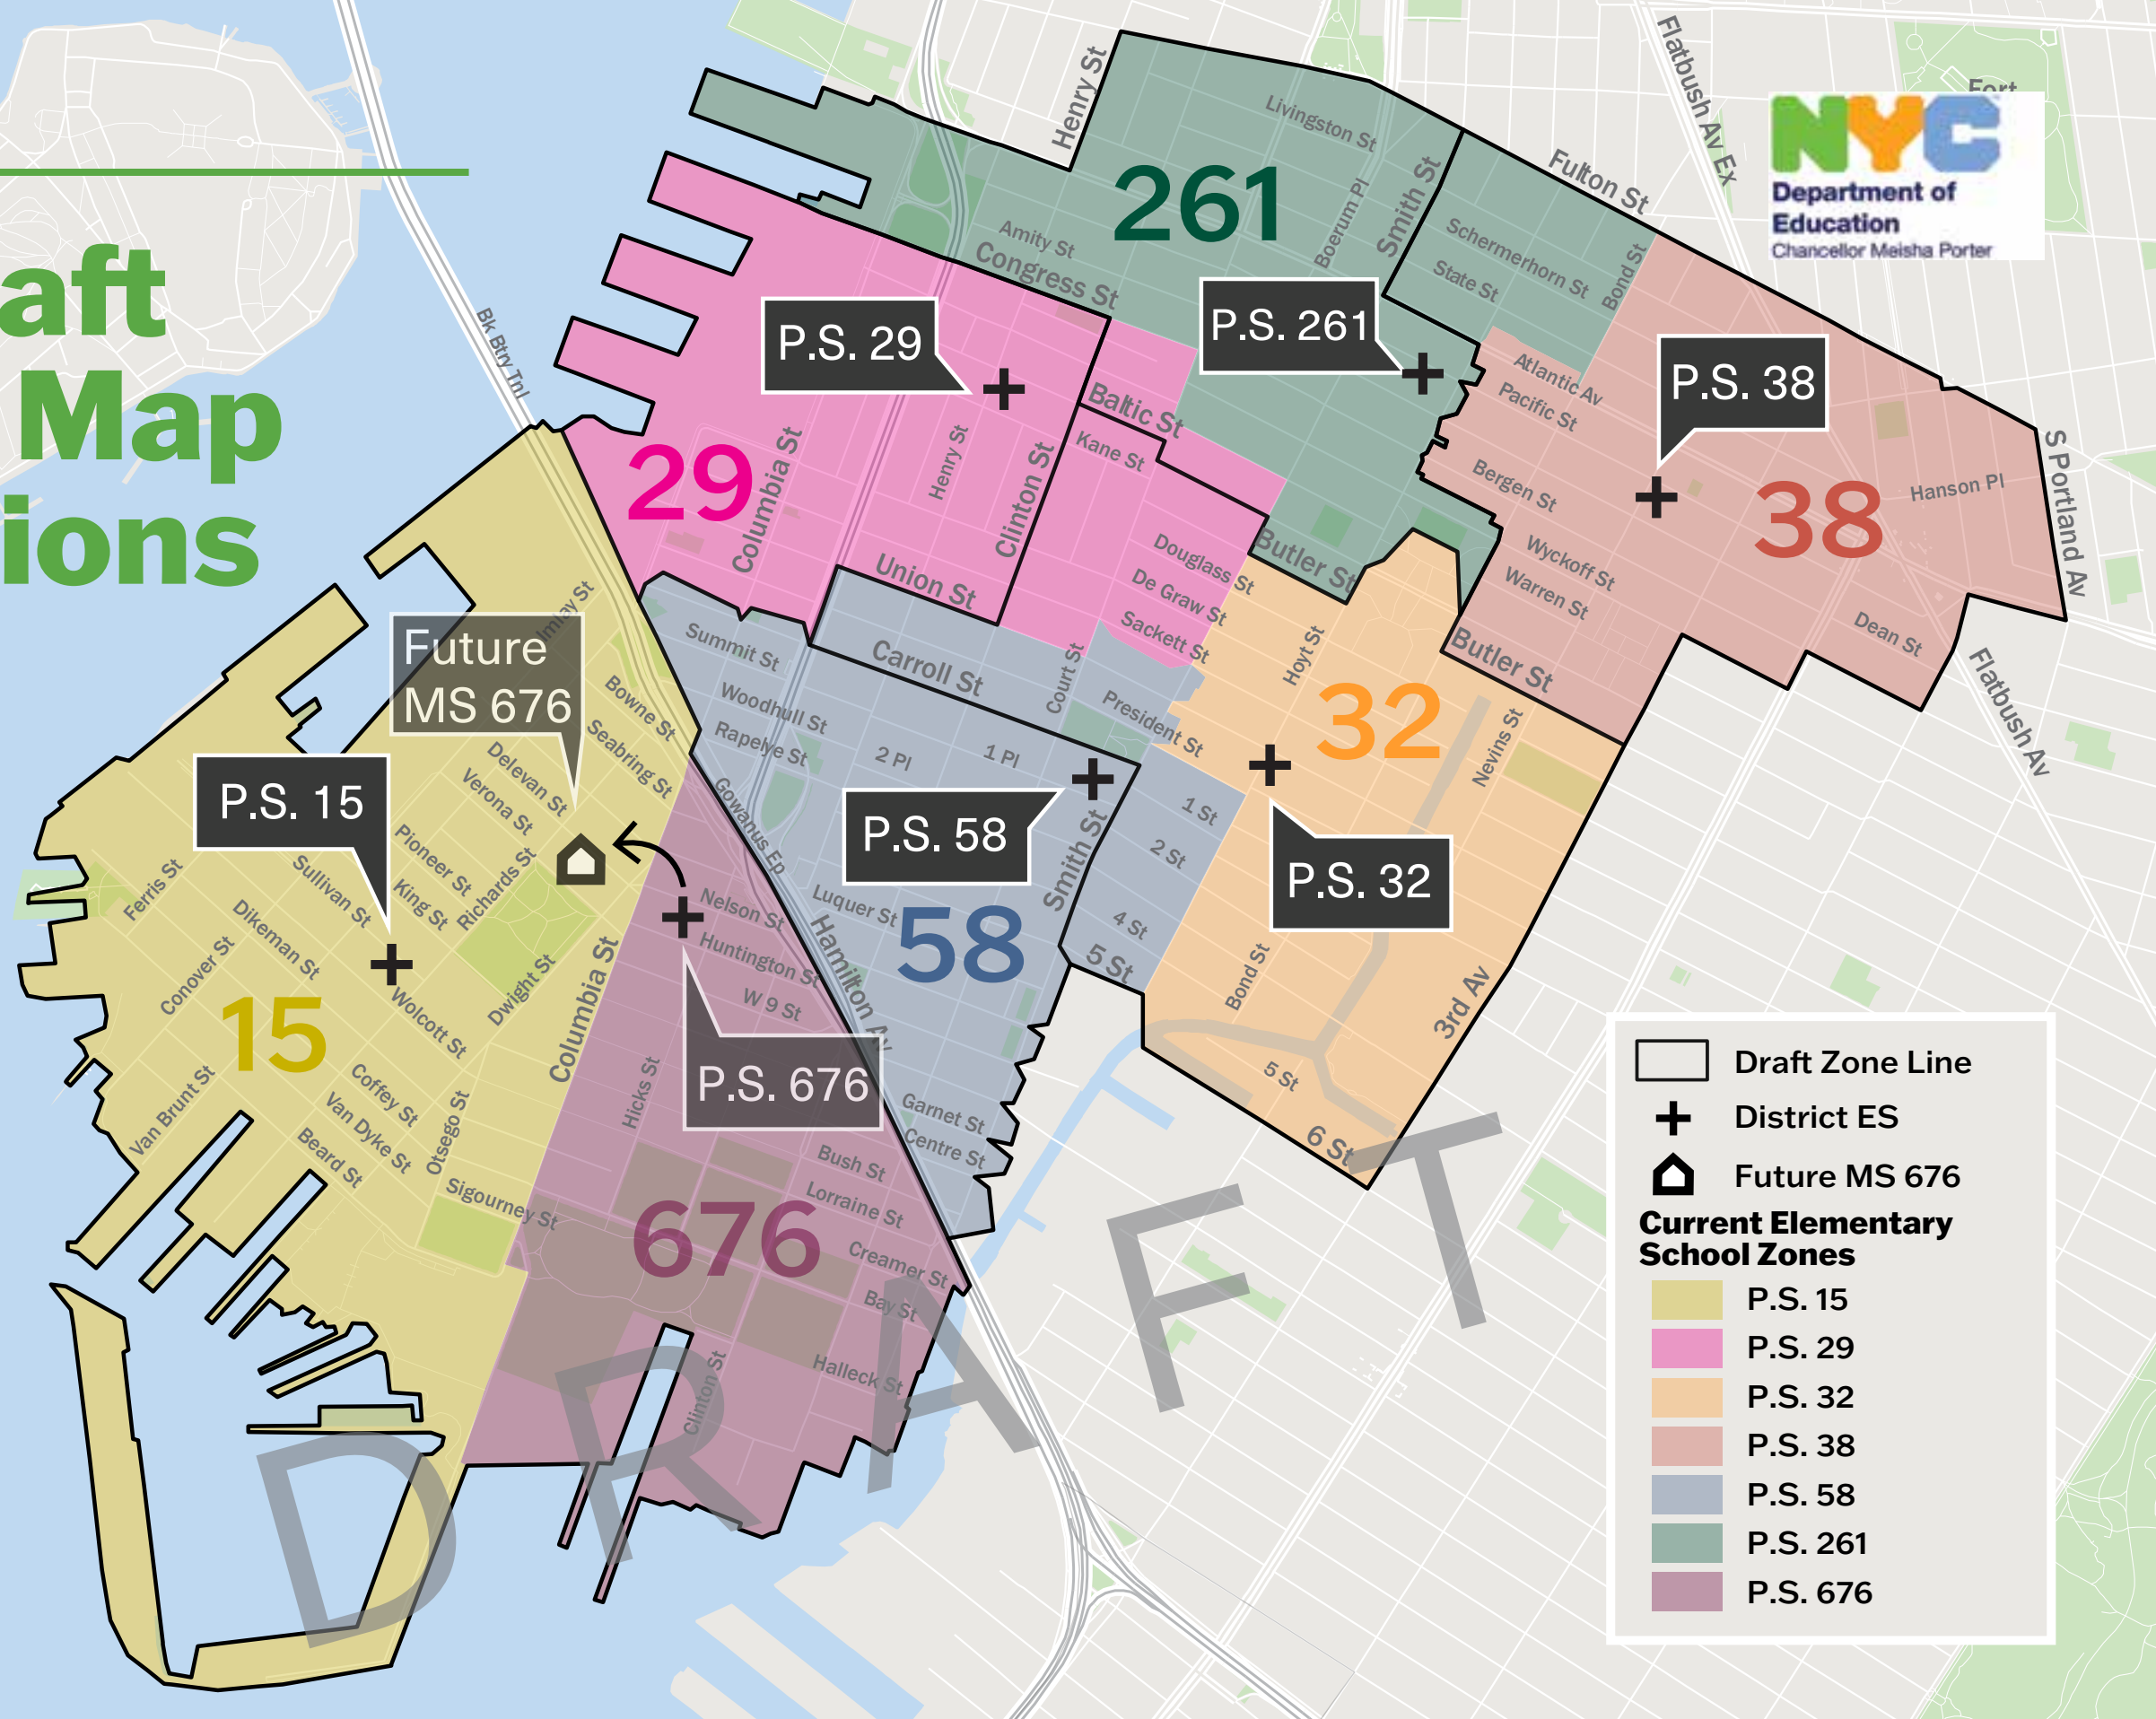 aft
Map
ions
NYC
Department of
Education
Chancellor Meisha Porter
Fort
Flatbush Av Ex
Henry St
Livingston St
Fulton St
261
Boerum Pl
Smith St
Schermerhorn St
State St
Bond St
Amity St
Congress St
P.S. 29
P.S. 261
P.S. 38
Bk Btry Tnl
Atlantic Av
Pacific St
Baltic St
Kane St
29
Columbia St
Henry St
Clinton St
Bergen St
38
Hanson Pl
S Portland Av
Union St
Douglass St
De Graw St
Sackett St
Butler St
Wyckoff St
Warren St
Butler St
Dean St
Flatbush Av
Imlay St
Future
MS 676
Summit St
Carroll St
Court St
Hoyt St
32
Nevins St
Bowne St
Seabring St
Woodhull St
Rapelye St
2 Pl
1 Pl
President St
Delevan St
Verona St
P.S. 15
Gowanus Ep
P.S. 58
Smith St
1 St
2 St
P.S. 32
Pioneer St
Richards St
King St
Sullivan St
Ferris St
Dikeman St
Conover St
Nelson St
Huntington St
W 9 St
Luquer St
58
4 St
5 St
Bond St
3rd Av
Hamilton Av
15
Wolcott St
Dwight St
Columbia St
P.S. 676
Hicks St
Coffey St
Van Dyke St
Beard St
Van Brunt St
Otsego St
Sigourney St
Garnet St
Centre St
5 St
6 St
Bush St
Lorraine St
676
Creamer St
Bay St
Halleck St
Clinton St
DRAFT
Draft Zone Line
District ES
Future MS 676
Current Elementary
School Zones
P.S. 15
P.S. 29
P.S. 32
P.S. 38
P.S. 58
P.S. 261
P.S. 676